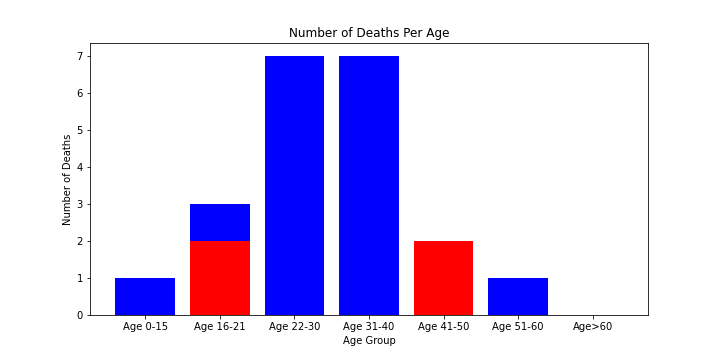 Number of Deaths Per Age
Number of Deaths
7
6
5
4
3
2
1
0
Age 0-15
Age 16-21
Age 22-30
Age 31-40
Age 41-50
Age 51-60
Age>60
Age Group